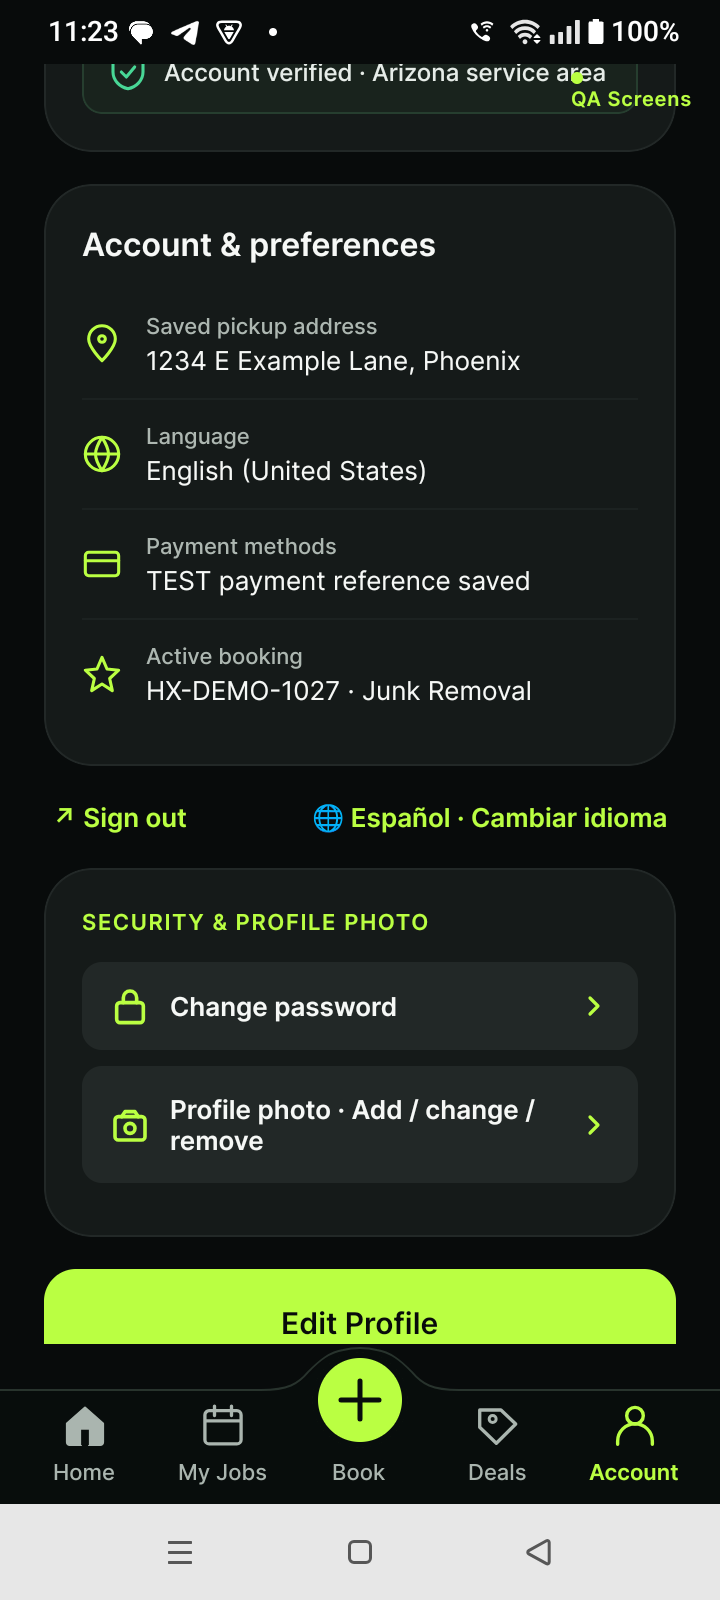 11:23
100%
Account verified · Arizona service area
QA Screens
Account & preferences
Saved pickup address
1234 E Example Lane, Phoenix
Language
English (United States)
Payment methods
TEST payment reference saved
Active booking
HX-DEMO-1027 · Junk Removal
Sign out
Español · Cambiar idioma
SECURITY & PROFILE PHOTO
Change password
Profile photo · Add / change /
remove
Edit Profile
Home
My Jobs
Book
Deals
Account